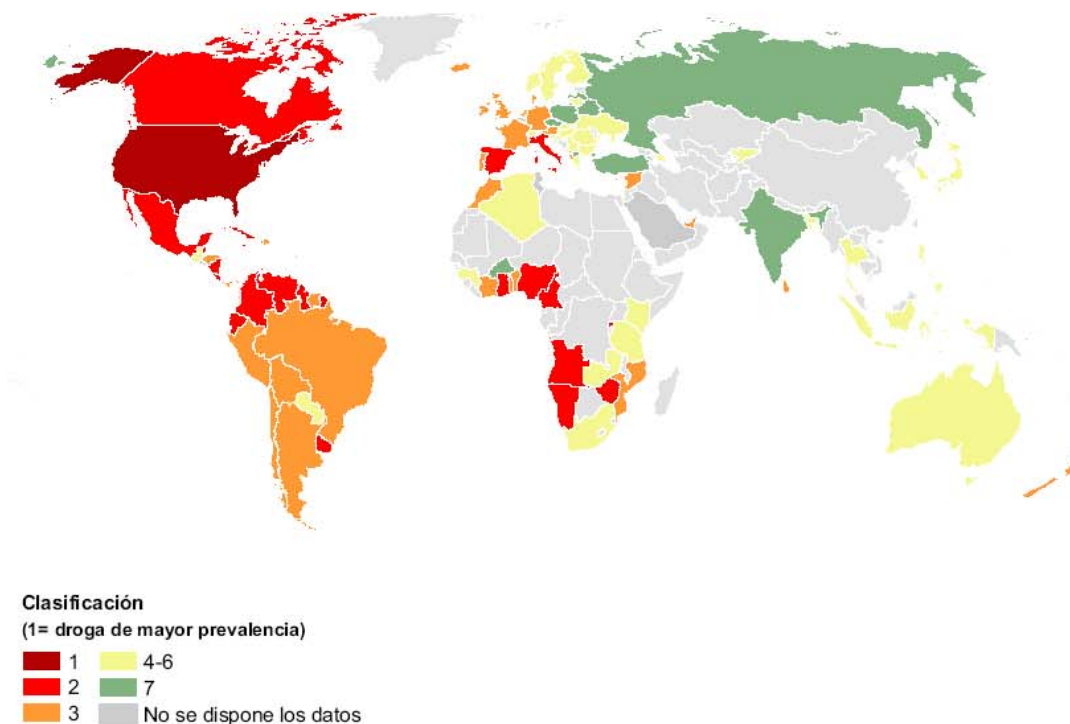 Clasificación
(1= droga de mayor prevalencia)
1 4-6
2 7
3 No se dispone los datos